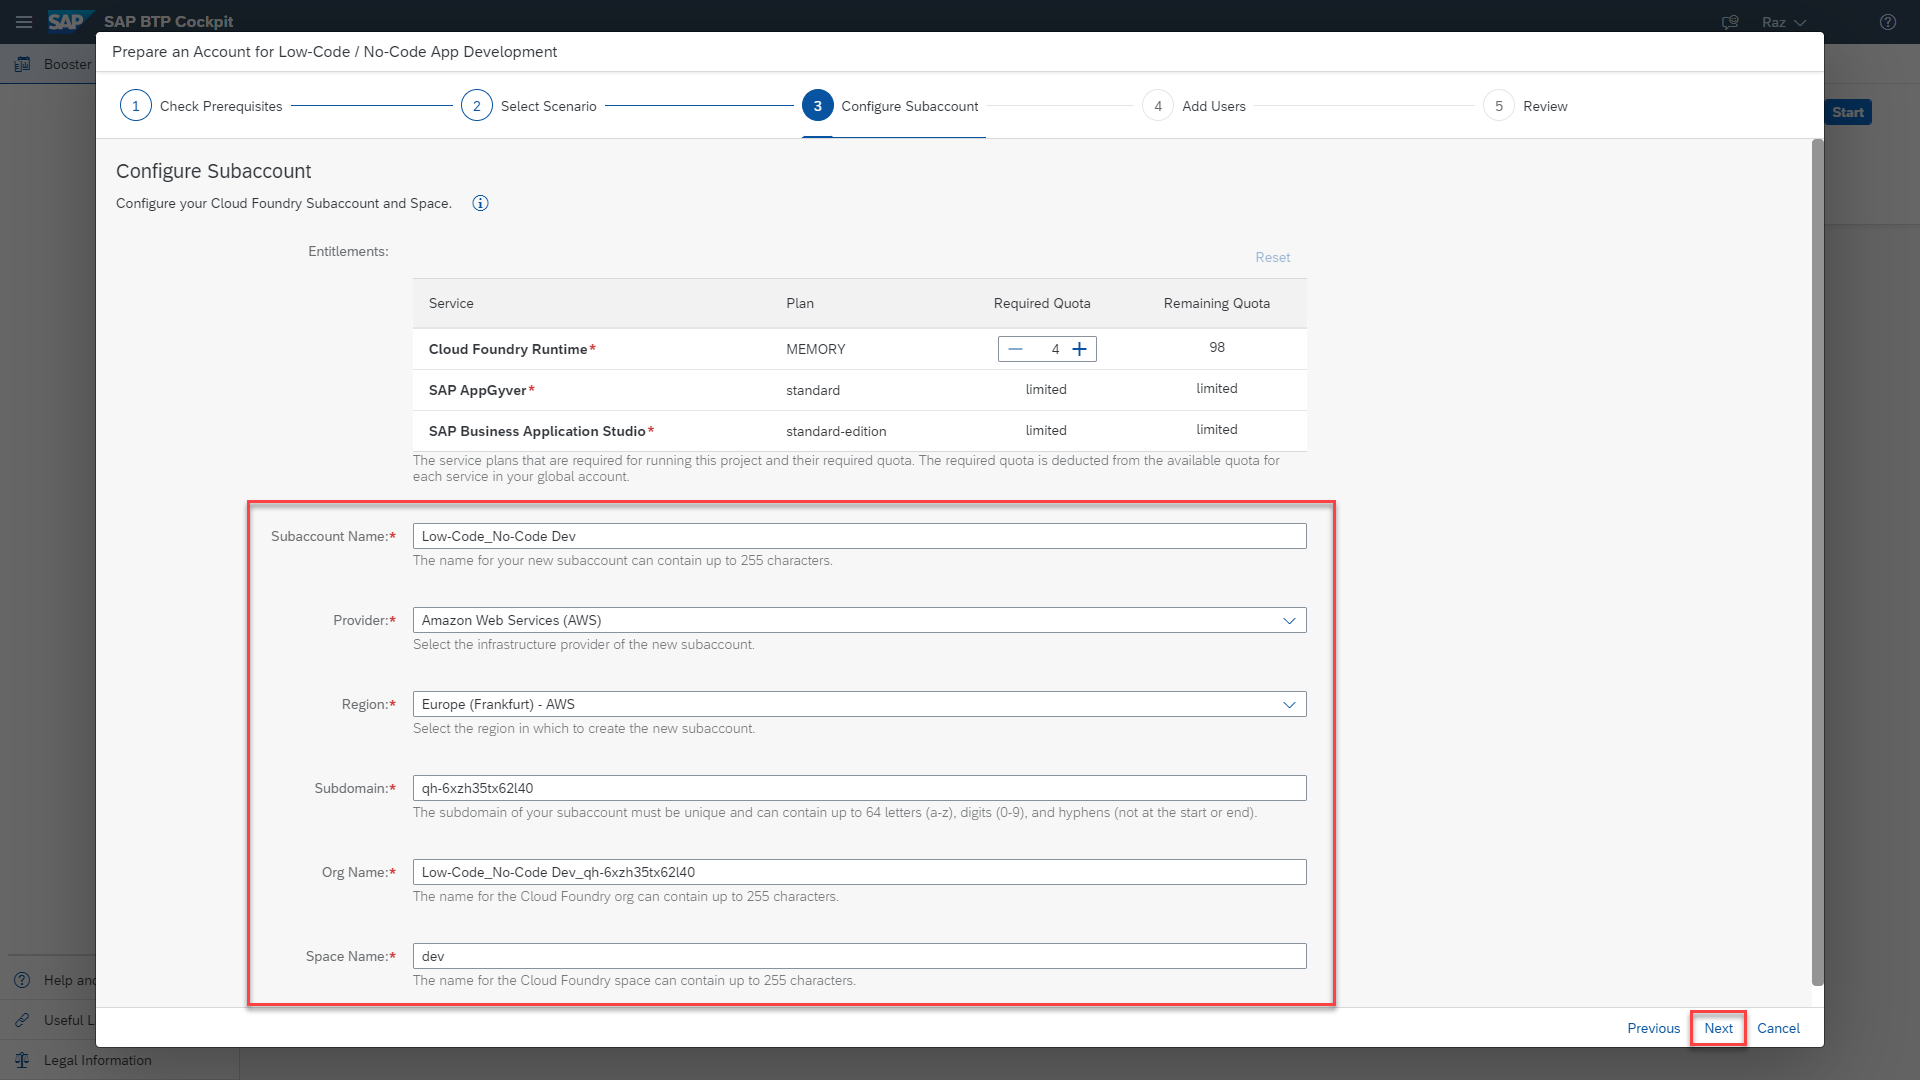 SAP SAP BTP Cockpit
Raz
Booster
Start
Prepare an Account for Low-Code / No-Code App Development
1 Check Prerequisites
2 Select Scenario
3 Configure Subaccount
4 Add Users
5 Review
Configure Subaccount
Configure your Cloud Foundry Subaccount and Space.
Entitlements:
Reset
Service Plan Required Quota Remaining Quota
Cloud Foundry Runtime* MEMORY 4 98
SAP AppGyver* standard limited limited
SAP Business Application Studio* standard-edition limited limited
The service plans that are required for running this project and their required quota. The required quota is deducted from the available quota for
each service in your global account.
Subaccount Name:* Low-Code_No-Code Dev
The name for your new subaccount can contain up to 255 characters.
Provider:* Amazon Web Services (AWS)
Select the infrastructure provider of the new subaccount.
Region:* Europe (Frankfurt) - AWS
Select the region in which to create the new subaccount.
Subdomain:* qh-6xzh35tx62l40
The subdomain of your subaccount must be unique and can contain up to 64 letters (a-z), digits (0-9), and hyphens (not at the start or end).
Org Name:* Low-Code_No-Code Dev_qh-6xzh35tx62l40
The name for the Cloud Foundry org can contain up to 255 characters.
Space Name:* dev
The name for the Cloud Foundry space can contain up to 255 characters.
Help and
Useful L
Legal Information
Previous Next Cancel